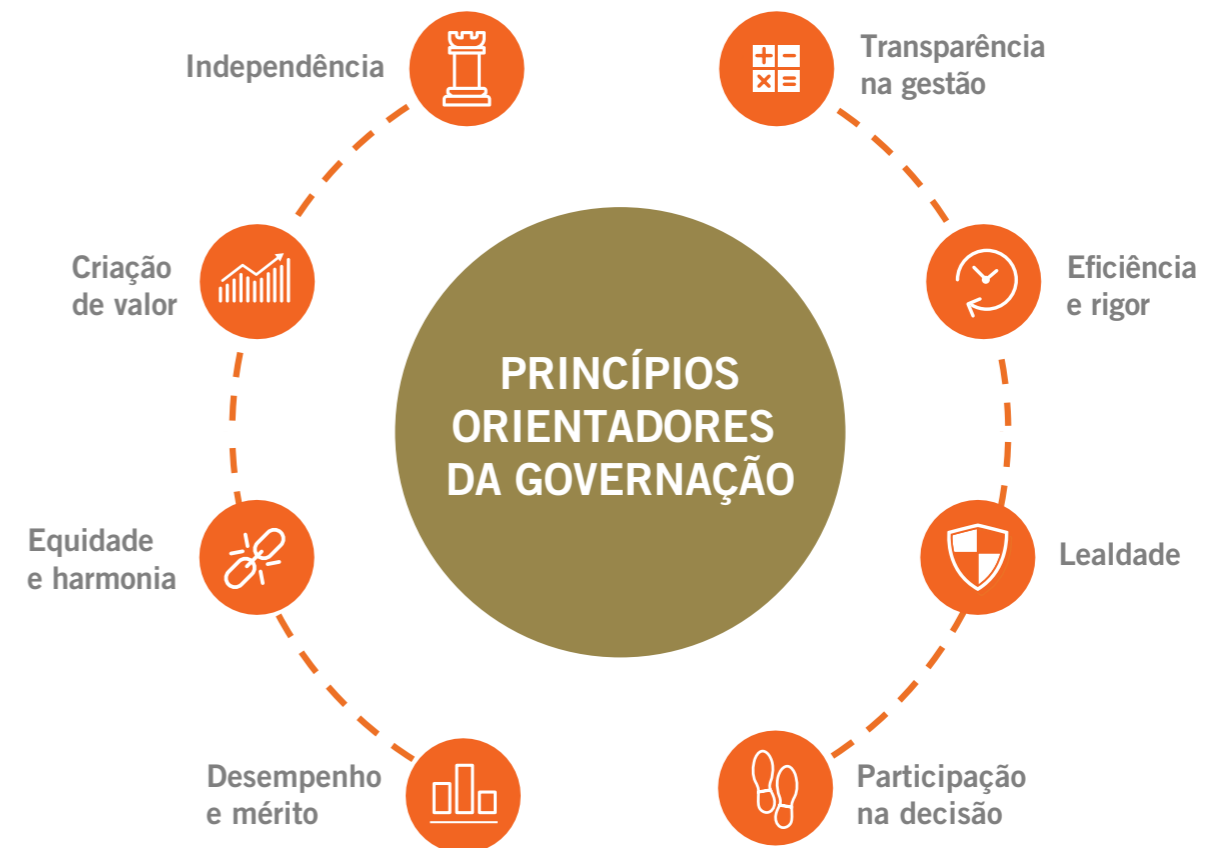 Independência
Transparência
na gestão
Criação
de valor
Eficiência
e rigor
PRINCÍPIOS
ORIENTADORES
DA GOVERNAÇÃO
Equidade
e harmonia
Lealdade
Desempenho
e mérito
Participação
na decisão